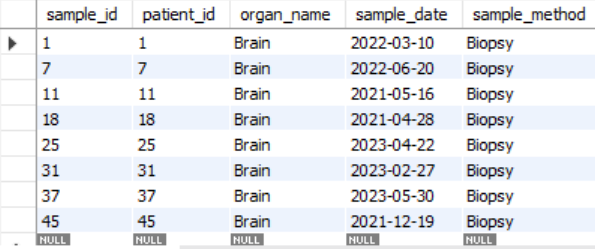 sample_id patient_id organ_name sample_date sample_method
1 1 Brain 2022-03-10 Biopsy
7 7 Brain 2022-06-20 Biopsy
11 11 Brain 2021-05-16 Biopsy
18 18 Brain 2021-04-28 Biopsy
25 25 Brain 2023-04-22 Biopsy
31 31 Brain 2023-02-27 Biopsy
37 37 Brain 2023-05-30 Biopsy
45 45 Brain 2021-12-19 Biopsy
NULL NULL NULL NULL NULL